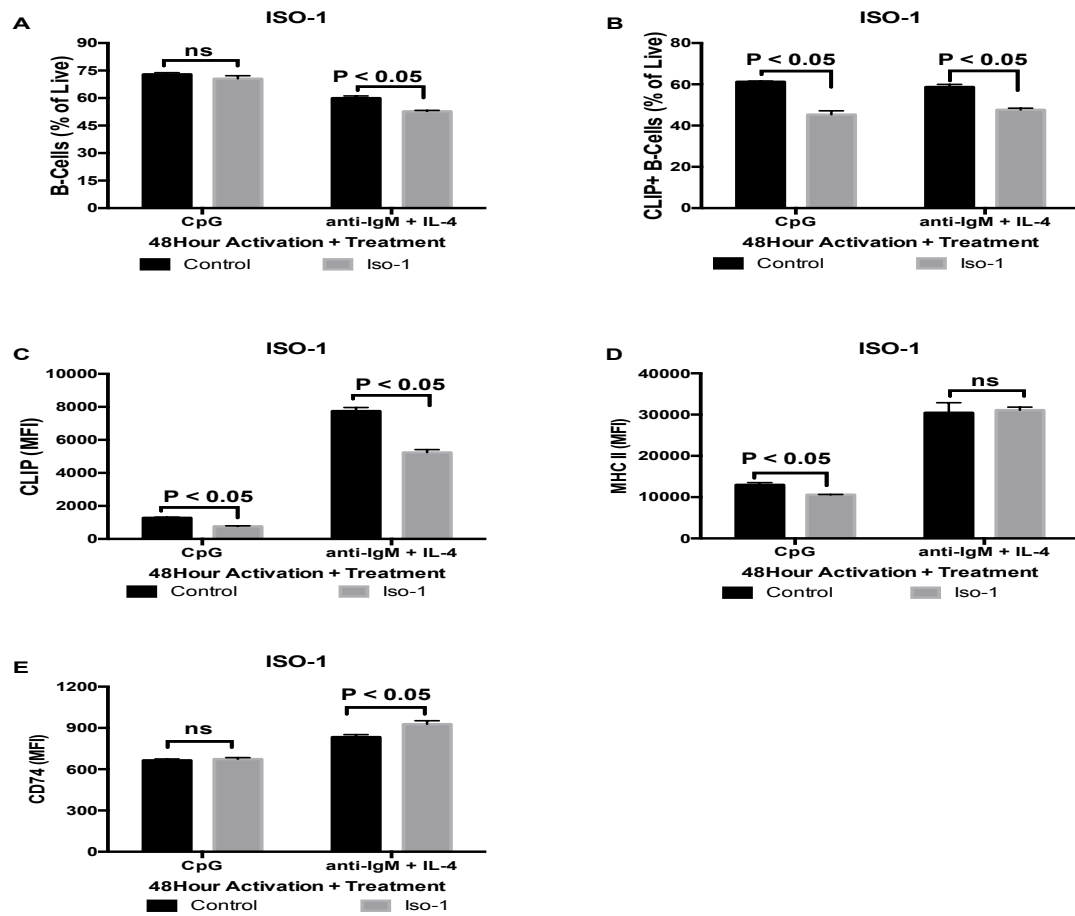 A
ISO-1
B-Cells (% of Live)
90
75
60
45
30
15
0
ns
P < 0.05
CpG
anti-IgM + IL-4
48Hour Activation + Treatment
Control
Iso-1
B
ISO-1
CLIP+ B-Cells (% of Live)
80
60
40
20
0
P < 0.05
P < 0.05
CpG
anti-IgM + IL-4
48Hour Activation + Treatment
Control
Iso-1
C
ISO-1
CLIP (MFI)
10000
8000
6000
4000
2000
0
P < 0.05
P < 0.05
CpG
anti-IgM + IL-4
48Hour Activation + Treatment
Control
Iso-1
D
ISO-1
MHC II (MFI)
40000
30000
20000
10000
0
P < 0.05
ns
CpG
anti-IgM + IL-4
48Hour Activation + Treatment
Control
Iso-1
E
ISO-1
CD74 (MFI)
1200
900
600
300
0
ns
P < 0.05
CpG
anti-IgM + IL-4
48Hour Activation + Treatment
Control
Iso-1